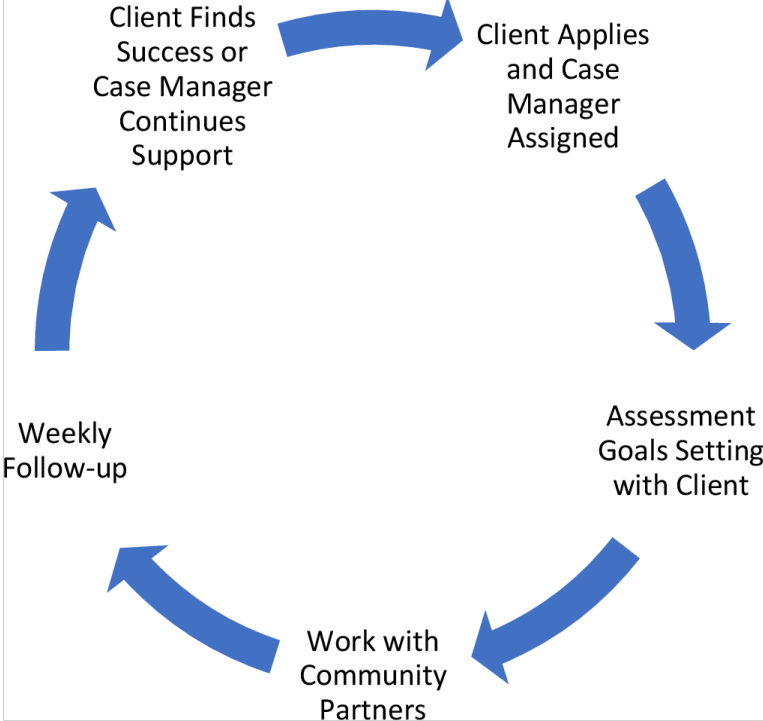 Client Finds
Success or
Case Manager
Continues
Support
Client Applies
and Case
Manager
Assigned
Assessment
Goals Setting
with Client
Work with
Community
Partners
Weekly
Follow-up